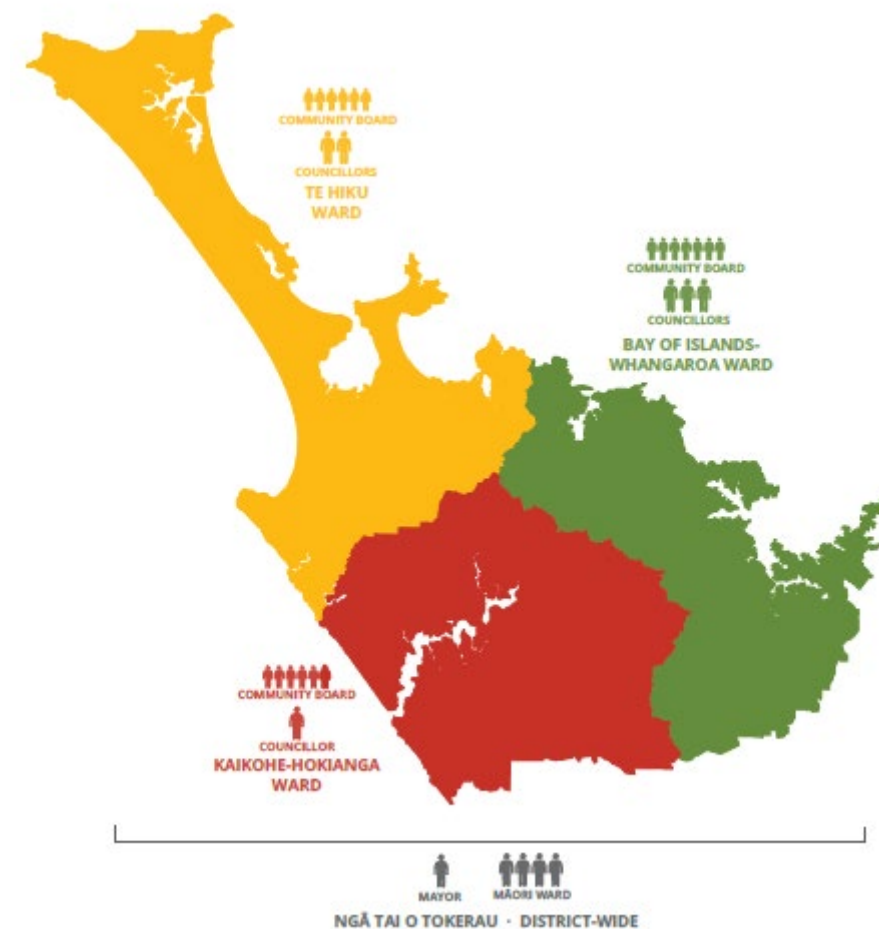 COMMUNITY BOARD
COUNCILLORS
TE HIKU
WARD
COMMUNITY BOARD
COUNCILLORS
BAY OF ISLANDS-
WHANGAROA WARD
COMMUNITY BOARD
COUNCILLOR
KAIKOHE-HOKIANGA
WARD
MAYOR MĀORI WARD
NGĀ TAI O TOKERAU · DISTRICT-WIDE